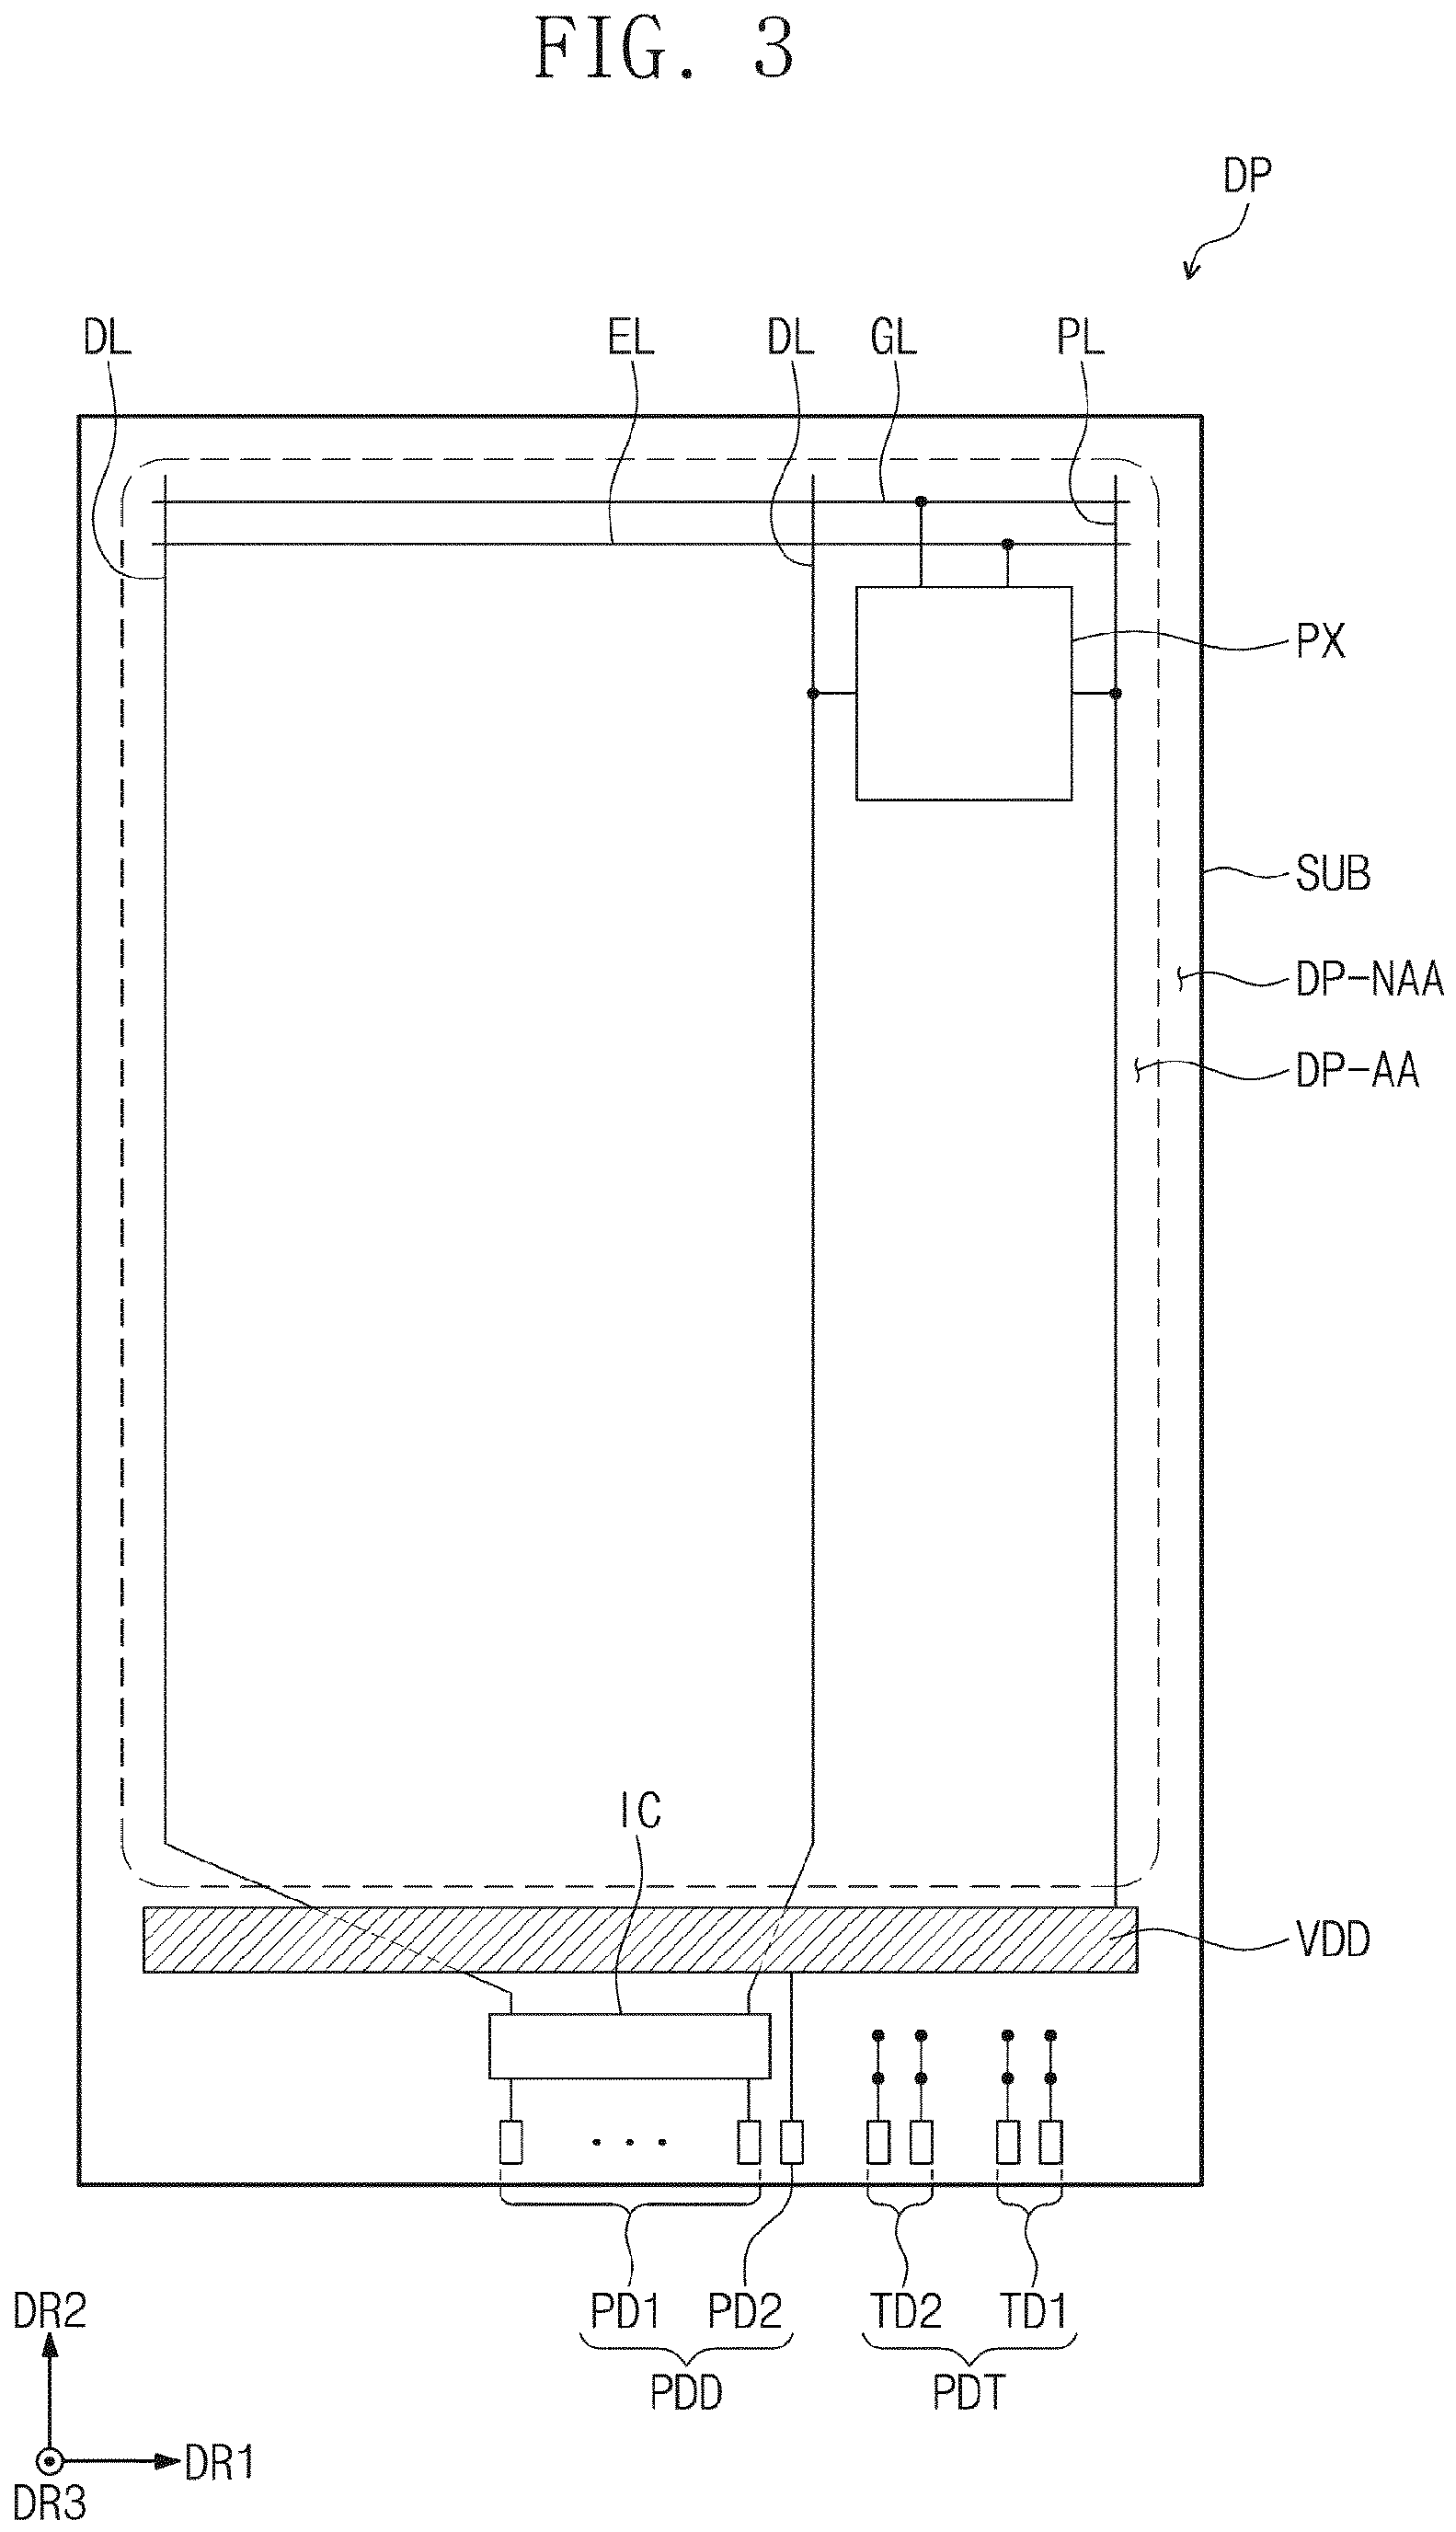 FIG. 3
DP
DL EL DL GL PL
PX
SUB
DP-NAA
DP-AA
IC
VDD
PD1 PD2 TD2 TD1
PDD PDT
DR2
DR1
DR3